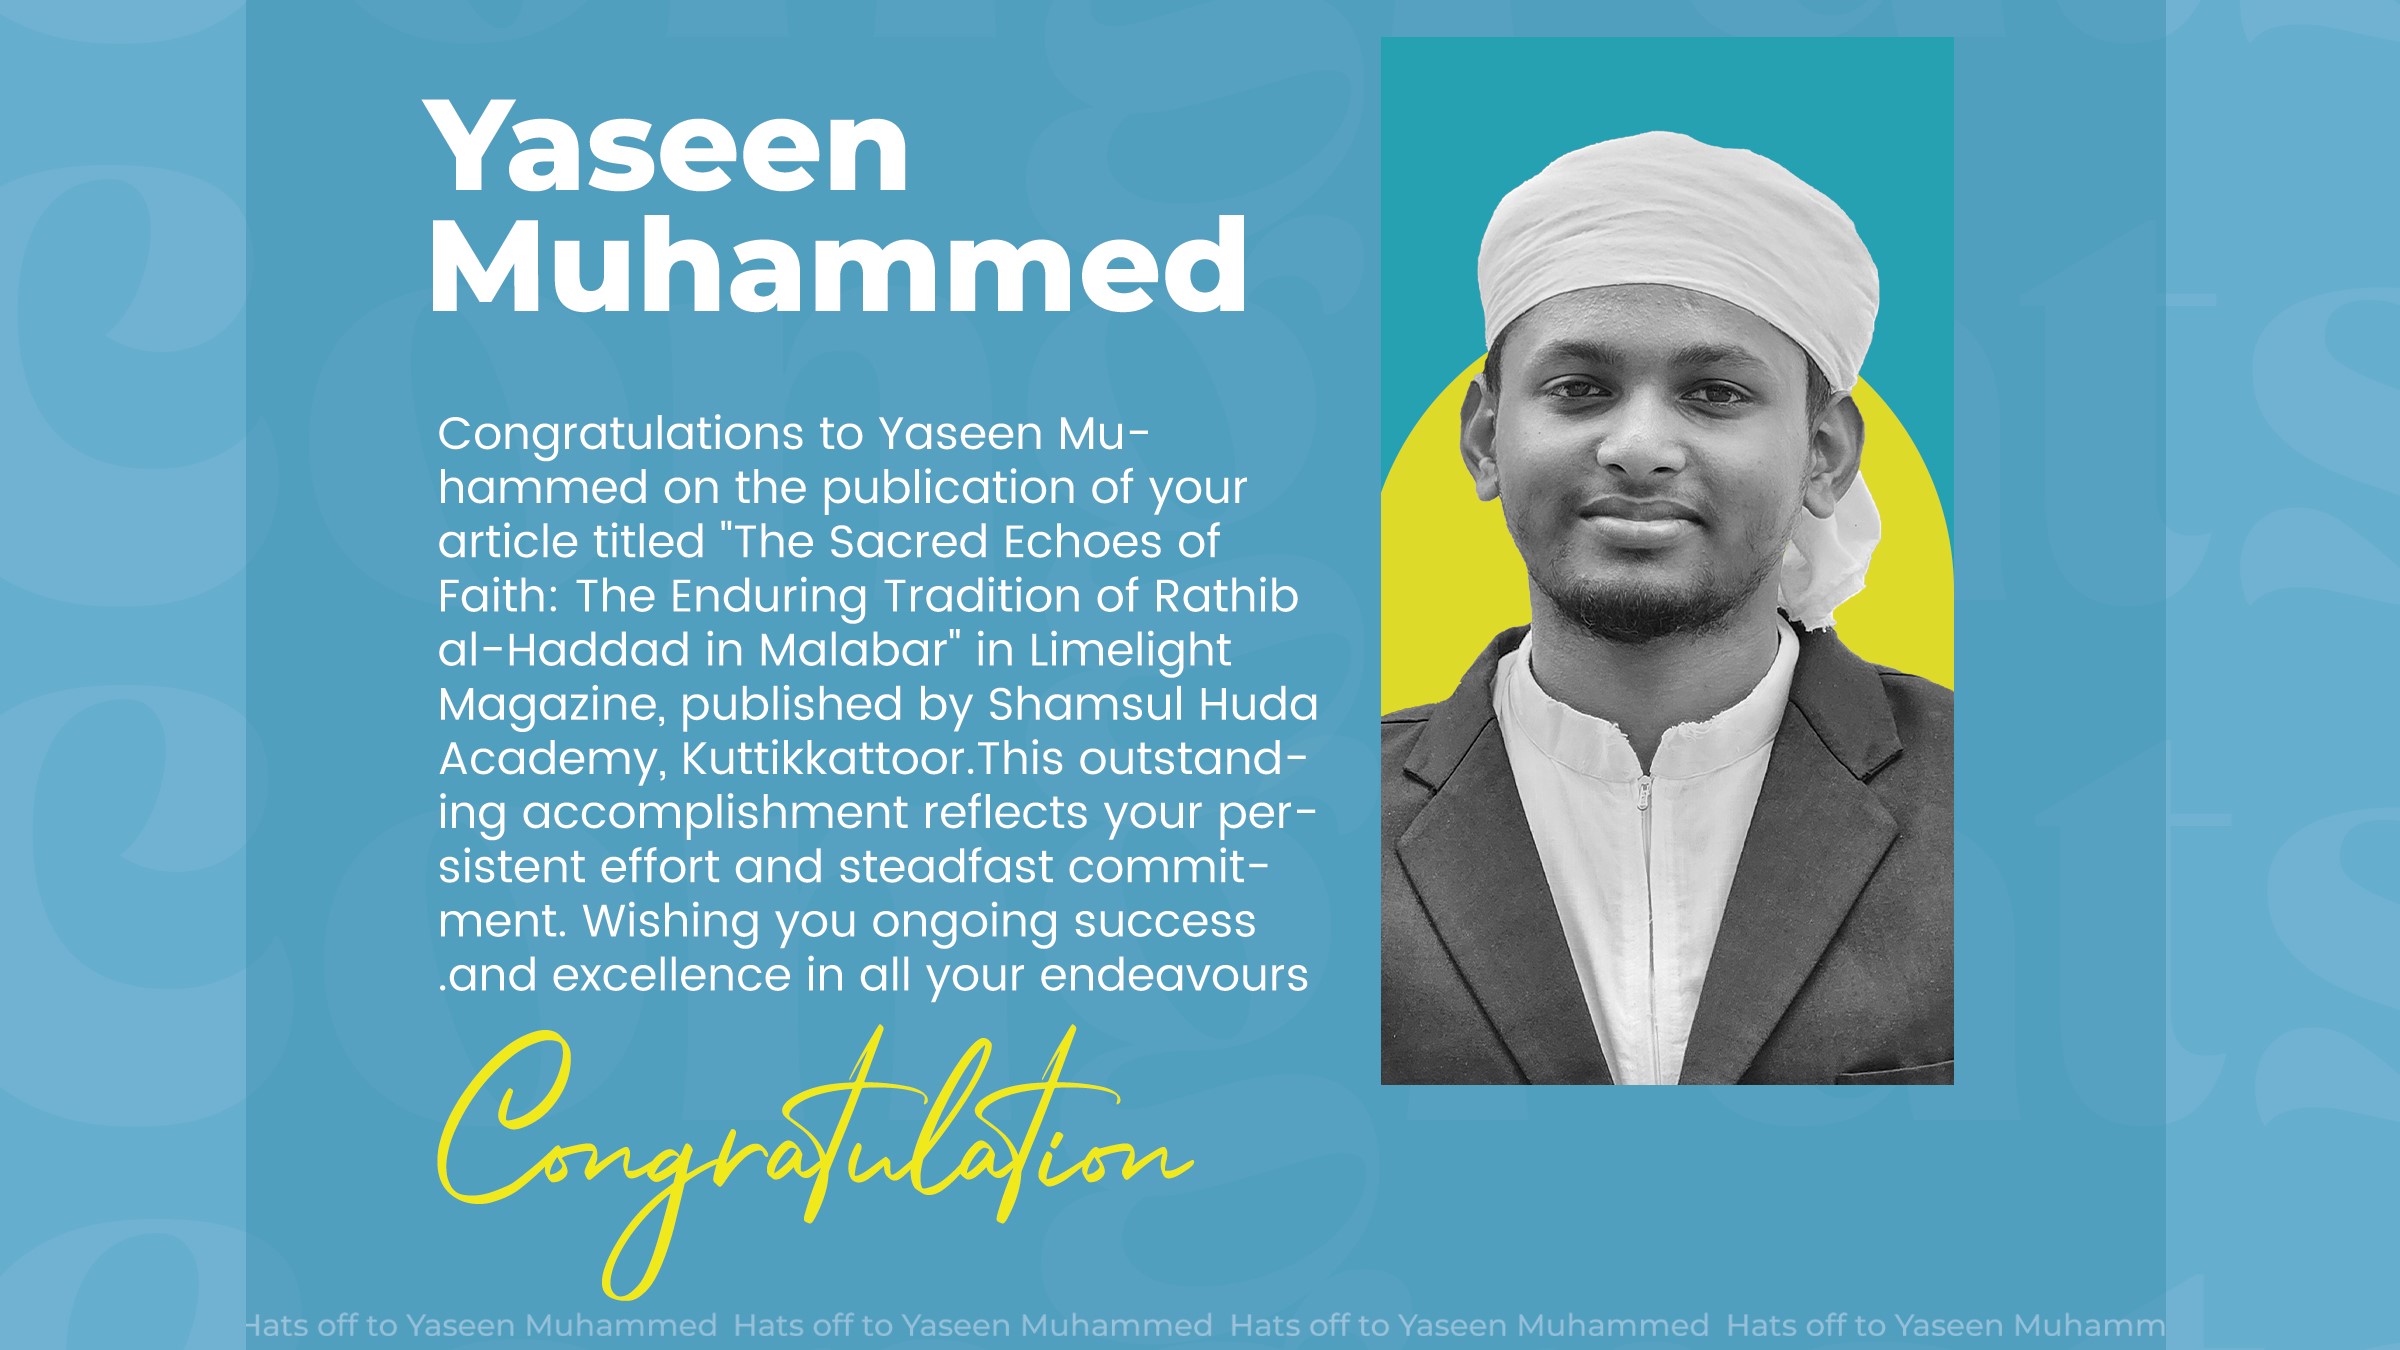 Yaseen
Muhammed
Congratulations to Yaseen Mu-
hammed on the publication of your
article titled "The Sacred Echoes of
Faith: The Enduring Tradition of Rathib
al-Haddad in Malabar" in Limelight
Magazine, published by Shamsul Huda
Academy, Kuttikkattoor.This outstand-
ing accomplishment reflects your per-
sistent effort and steadfast commit-
ment. Wishing you ongoing success
.and excellence in all your endeavours
Congratulation
Hats off to Yaseen Muhammed Hats off to Yaseen Muhammed Hats off to Yaseen Muhammed Hats off to Yaseen Muhamm